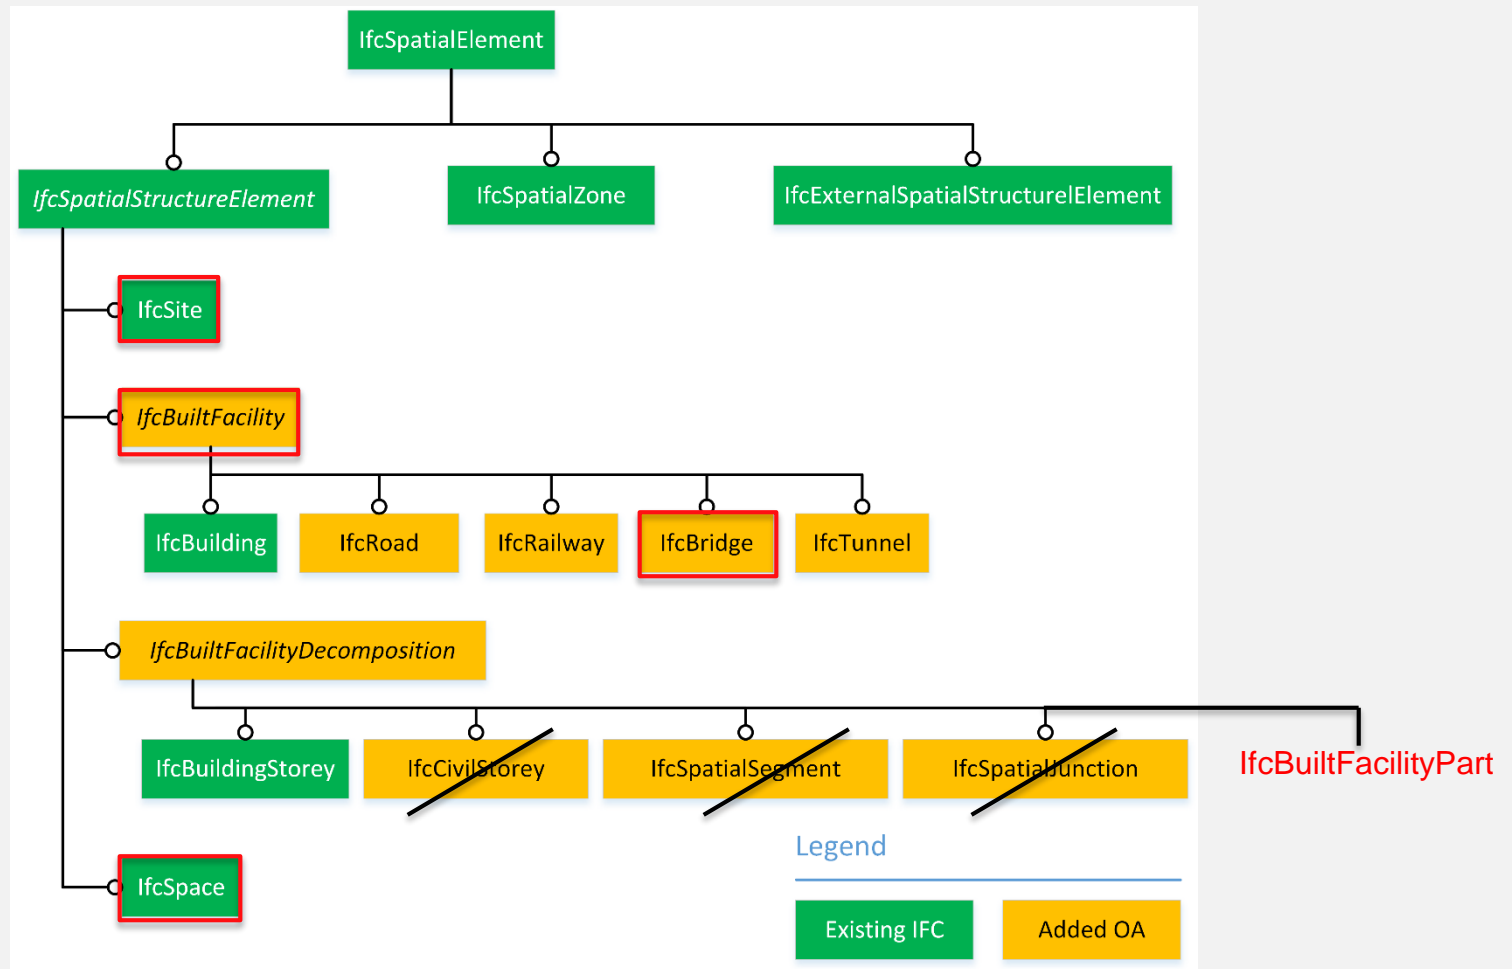 IfcSpatialElement
IfcSpatialStructureElement
IfcSpatialZone
IfcExternalSpatialStructurelElement
IfcSite
IfcBuiltFacility
IfcBuilding
IfcRoad
IfcRailway
IfcBridge
IfcTunnel
IfcBuiltFacilityDecomposition
IfcBuildingStorey
IfcCivilStorey
IfcSpatialSegment
IfcSpatialJunction
IfcBuiltFacilityPart
IfcSpace
Legend
Existing IFC
Added OA